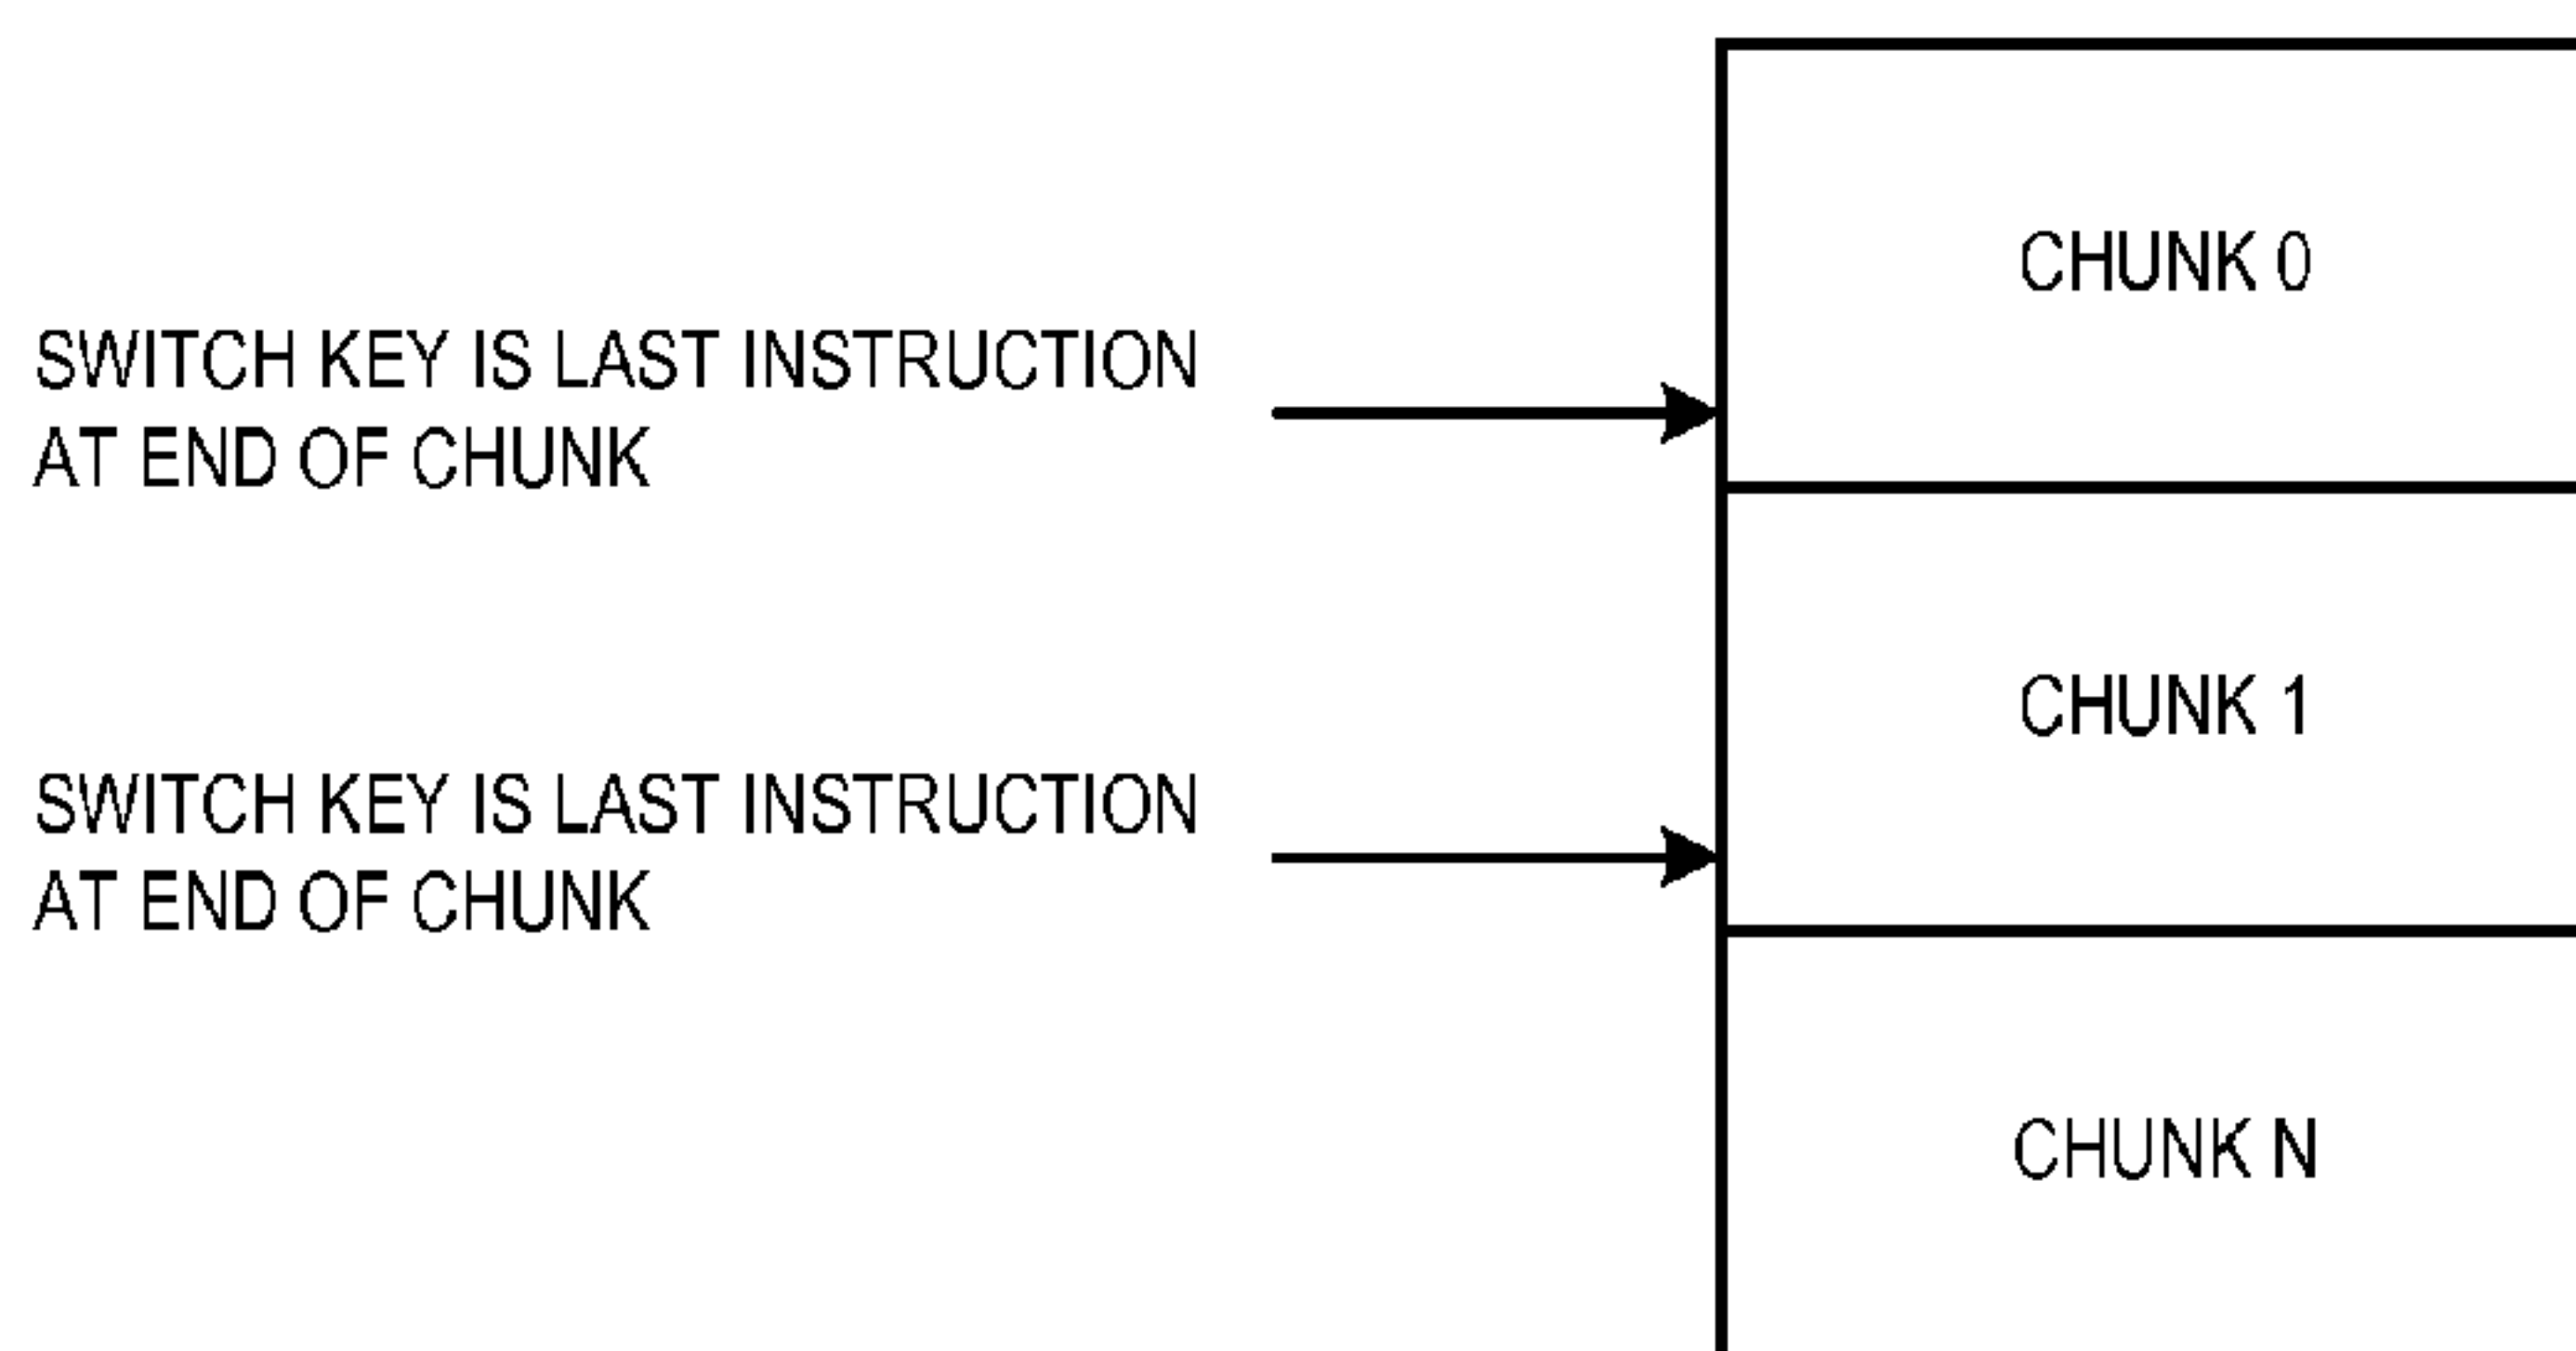 CHUNK 0
SWITCH KEY IS LAST INSTRUCTION
AT END OF CHUNK
CHUNK 1
SWITCH KEY IS LAST INSTRUCTION
AT END OF CHUNK
CHUNK N